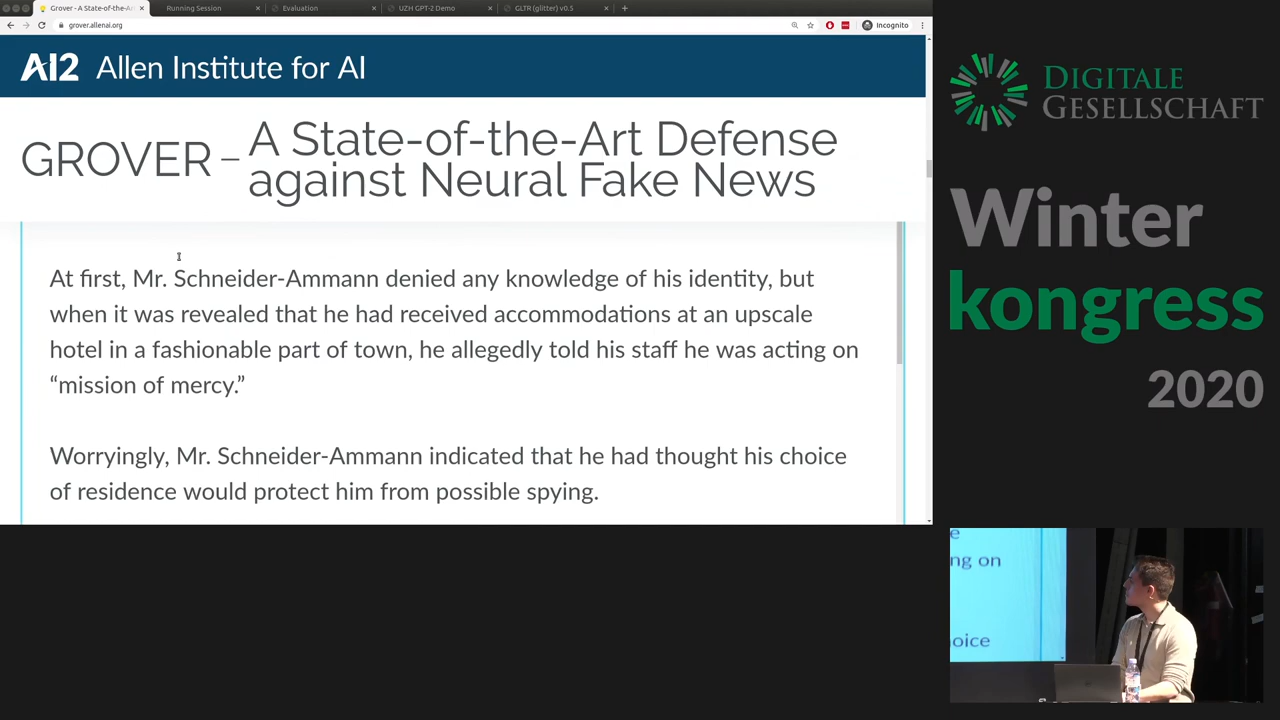 Grover - A State-of-the-Ar
Running Session
Evaluation
UZH GPT-2 Demo
GLTR (glitter) v0.5
grover.allenai.org
Incognito
AI2 Allen Institute for AI
GROVER – A State-of-the-Art Defense
against Neural Fake News
At first, Mr. Schneider-Ammann denied any knowledge of his identity, but
when it was revealed that he had received accommodations at an upscale
hotel in a fashionable part of town, he allegedly told his staff he was acting on
“mission of mercy.”
Worryingly, Mr. Schneider-Ammann indicated that he had thought his choice
of residence would protect him from possible spying.
DIGITALE
GESELLSCHAFT
Winter
kongress
2020
e
ng on
oice